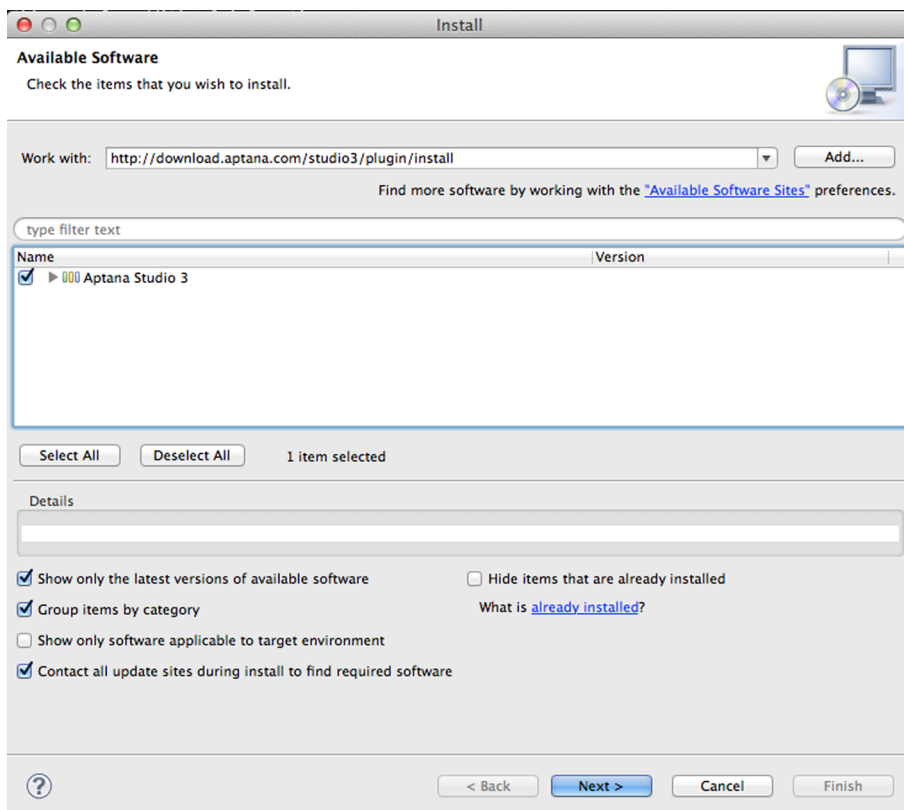 Install
Available Software
Check the items that you wish to install.
Work with: http://download.aptana.com/studio3/plugin/install Add...
Find more software by working with the "Available Software Sites" preferences.
type filter text
Name Version
Aptana Studio 3
Select All Deselect All 1 item selected
Details
Show only the latest versions of available software Hide items that are already installed
Group items by category What is already installed?
Show only software applicable to target environment
Contact all update sites during install to find required software
? < Back Next > Cancel Finish